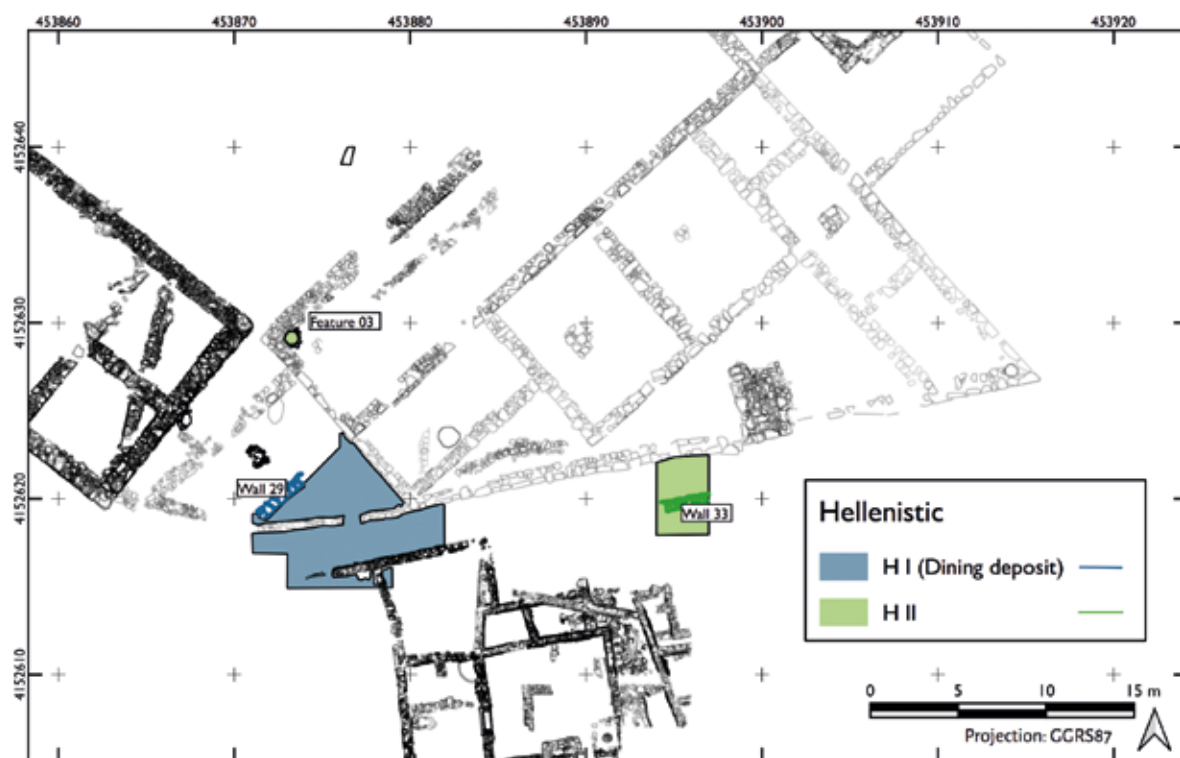 453860 453870 453880 453890 453900 453910 453920
4152640
4152630
4152620
4152610
Feature 03
Wall 29
Wall 33
Hellenistic
H I (Dining deposit)
H II
0 5 10 15 m
Projection: GGRS87